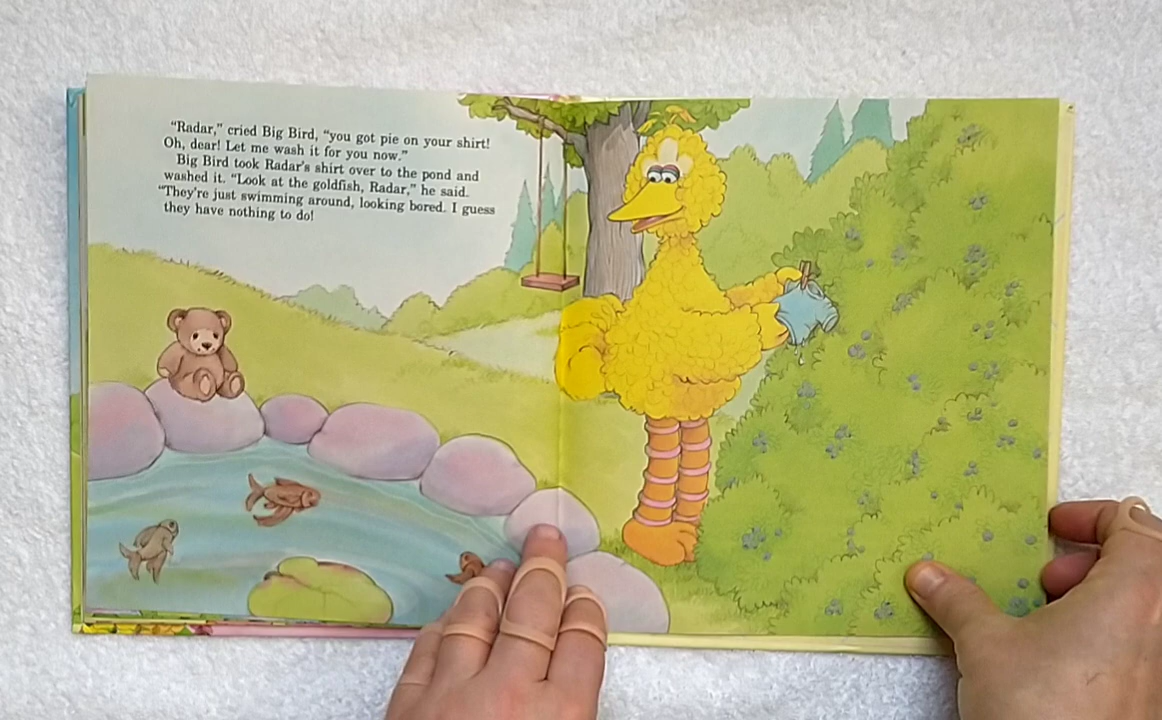 “Radar,” cried Big Bird, “you got pie on your shirt!
Oh, dear! Let me wash it for you now.”
Big Bird took Radar's shirt over to the pond and
washed it. “Look at the goldfish, Radar,” he said.
“They're just swimming around, looking bored. I guess
they have nothing to do!